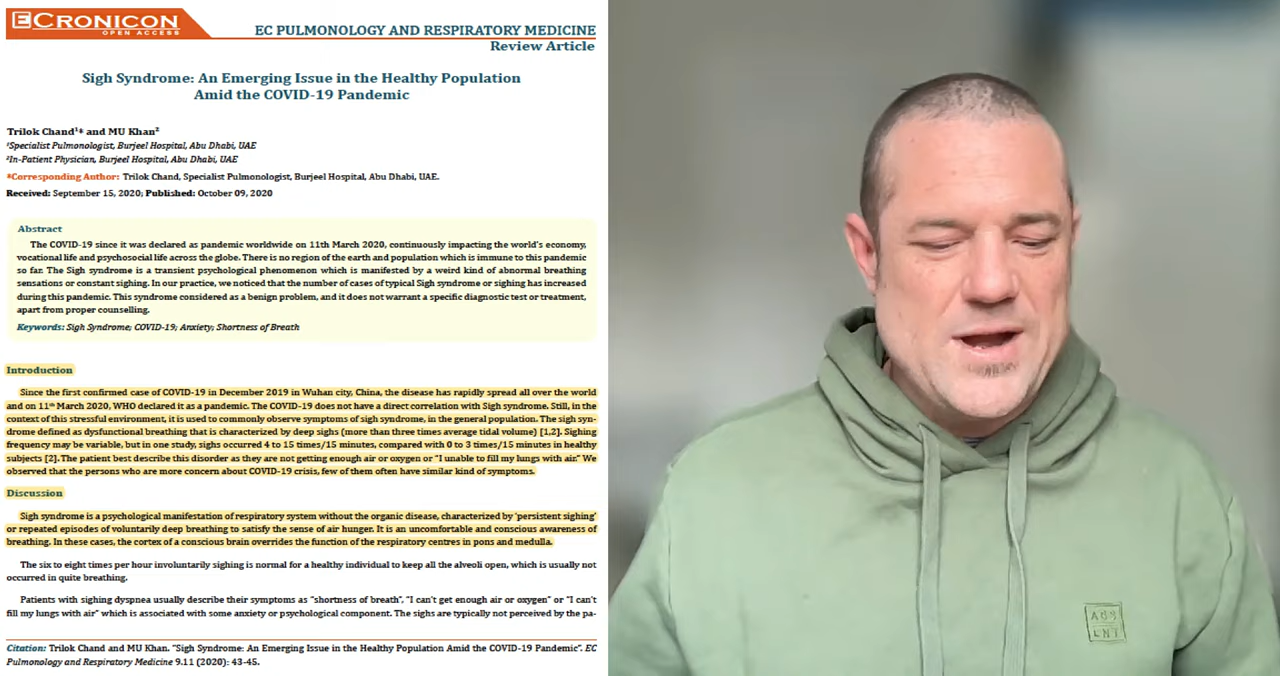 ECRONICON
OPEN ACCESS
EC PULMONOLOGY AND RESPIRATORY MEDICINE
Review Article
Sigh Syndrome: An Emerging Issue in the Healthy Population
Amid the COVID-19 Pandemic
Trilok Chand¹* and MU Khan²
¹Specialist Pulmonologist, Burjeel Hospital, Abu Dhabi, UAE
²In-Patient Physician, Burjeel Hospital, Abu Dhabi, UAE
*Corresponding Author: Trilok Chand, Specialist Pulmonologist, Burjeel Hospital, Abu Dhabi, UAE.
Received: September 15, 2020; Published: October 09, 2020
Abstract
The COVID-19 since it was declared as pandemic worldwide on 11th March 2020, continuously impacting the world's economy,
vocational life and psychosocial life across the globe. There is no region of the earth and population which is immune to this pandemic
so far. The Sigh syndrome is a transient psychological phenomenon which is manifested by a weird kind of abnormal breathing
sensations or constant sighing. In our practice, we noticed that the number of cases of typical Sigh syndrome or sighing has increased
during this pandemic. This syndrome considered as a benign problem, and it does not warrant a specific diagnostic test or treatment,
apart from proper counselling.
Keywords: Sigh Syndrome; COVID-19; Anxiety; Shortness of Breath
Introduction
Since the first confirmed case of COVID-19 in December 2019 in Wuhan city, China, the disease has rapidly spread all over the world
and on 11th March 2020, WHO declared it as a pandemic. The COVID-19 does not have a direct correlation with Sigh syndrome. Still, in the
context of this stressful environment, it is used to commonly observe symptoms of sigh syndrome, in the general population. The sigh syn-
drome defined as dysfunctional breathing that is characterized by deep sighs (more than three times average tidal volume) [1,2]. Sighing
frequency may be variable, but in one study, sighs occurred 4 to 15 times/15 minutes, compared with 0 to 3 times/15 minutes in healthy
subjects [2]. The patient best describe this disorder as they are not getting enough air or oxygen or "I unable to fill my lungs with air." We
observed that the persons who are more concern about COVID-19 crisis, few of them often have similar kind of symptoms.
Discussion
Sigh syndrome is a psychological manifestation of respiratory system without the organic disease, characterized by 'persistent sighing'
or repeated episodes of voluntarily deep breathing to satisfy the sense of air hunger. It is an uncomfortable and conscious awareness of
breathing. In these cases, the cortex of a conscious brain overrides the function of the respiratory centres in pons and medulla.
The six to eight times per hour involuntarily sighing is normal for a healthy individual to keep all the alveoli open, which is usually not
occurred in quite breathing.
Patients with sighing dyspnea usually describe their symptoms as "shortness of breath", "I can't get enough air or oxygen" or "I can't
fill my lungs with air" which is associated with some anxiety or psychological component. The sighs are typically not perceived by the pa-
Citation: Trilok Chand and MU Khan. "Sigh Syndrome: An Emerging Issue in the Healthy Population Amid the COVID-19 Pandemic". EC
Pulmonology and Respiratory Medicine 9.11 (2020): 43-45.